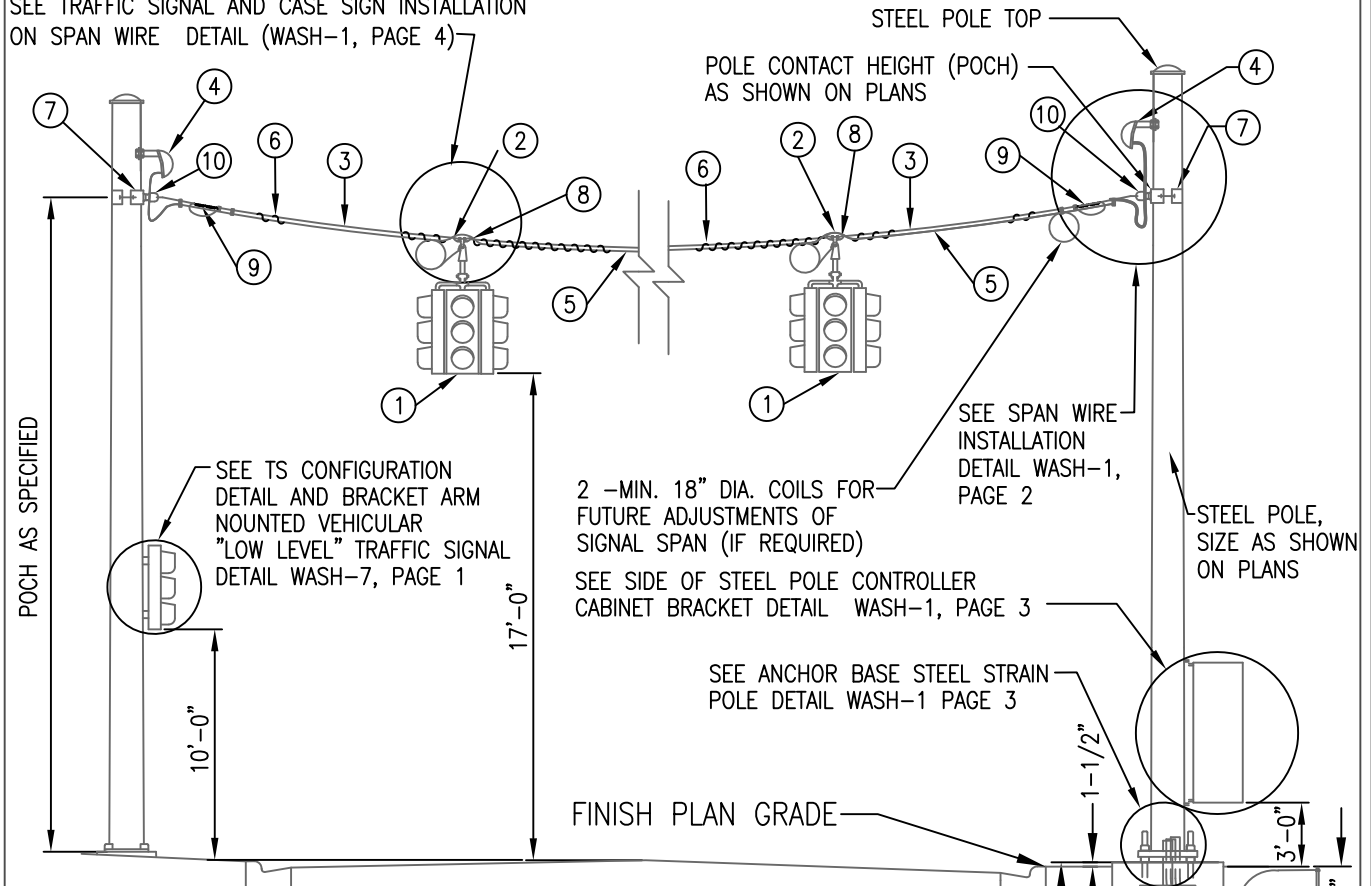 SEE TRAFFIC SIGNAL AND CASE SIGN INSTALLATION
ON SPAN WIRE DETAIL (WASH-1, PAGE 4)
STEEL POLE TOP
POLE CONTACT HEIGHT (POCH)
AS SHOWN ON PLANS
4
7
10
6
3
2
8
9
5
1
2
8
6
3
9
10
4
7
5
1
POCH AS SPECIFIED
SEE TS CONFIGURATION
DETAIL AND BRACKET ARM
NOUNTED VEHICULAR
"LOW LEVEL" TRAFFIC SIGNAL
DETAIL WASH-7, PAGE 1
10'-0"
17'-0"
2 -MIN. 18" DIA. COILS FOR
FUTURE ADJUSTMENTS OF
SIGNAL SPAN (IF REQUIRED)
SEE SPAN WIRE
INSTALLATION
DETAIL WASH-1,
PAGE 2
STEEL POLE,
SIZE AS SHOWN
ON PLANS
SEE SIDE OF STEEL POLE CONTROLLER
CABINET BRACKET DETAIL WASH-1, PAGE 3
SEE ANCHOR BASE STEEL STRAIN
POLE DETAIL WASH-1 PAGE 3
1-1/2"
3'-0"
FINISH PLAN GRADE